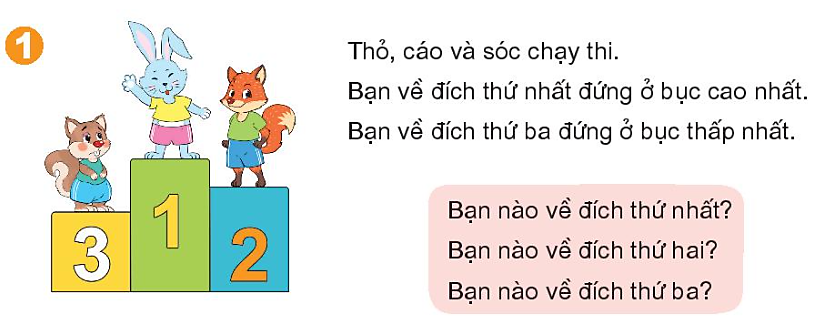 1
Thỏ, cáo và sóc chạy thi.
Bạn về đích thứ nhất đứng ở bục cao nhất.
Bạn về đích thứ ba đứng ở bục thấp nhất.
3 1 2
Bạn nào về đích thứ nhất?
Bạn nào về đích thứ hai?
Bạn nào về đích thứ ba?